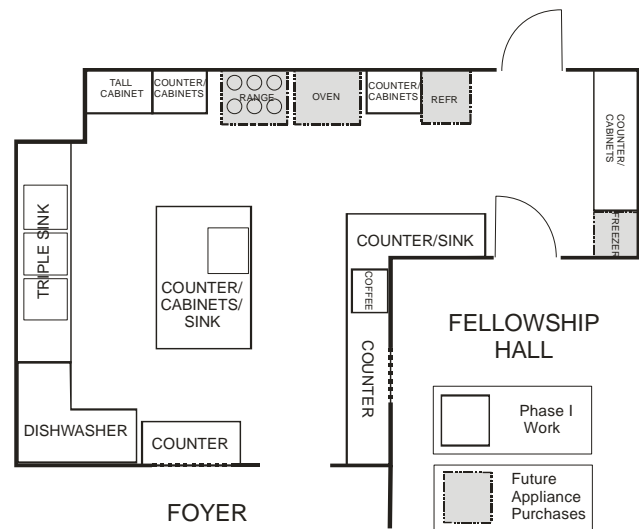 TALL
CABINET
COUNTER/
CABINETS
RANGE
OVEN
COUNTER/
CABINETS
REFR
COUNTER/
CABINETS
FREEZER
TRIPLE SINK
COUNTER/
CABINETS/
SINK
COUNTER/SINK
COFFEE
COUNTER
DISHWASHER
COUNTER
FOYER
FELLOWSHIP
HALL
Phase I
Work
Future
Appliance
Purchases